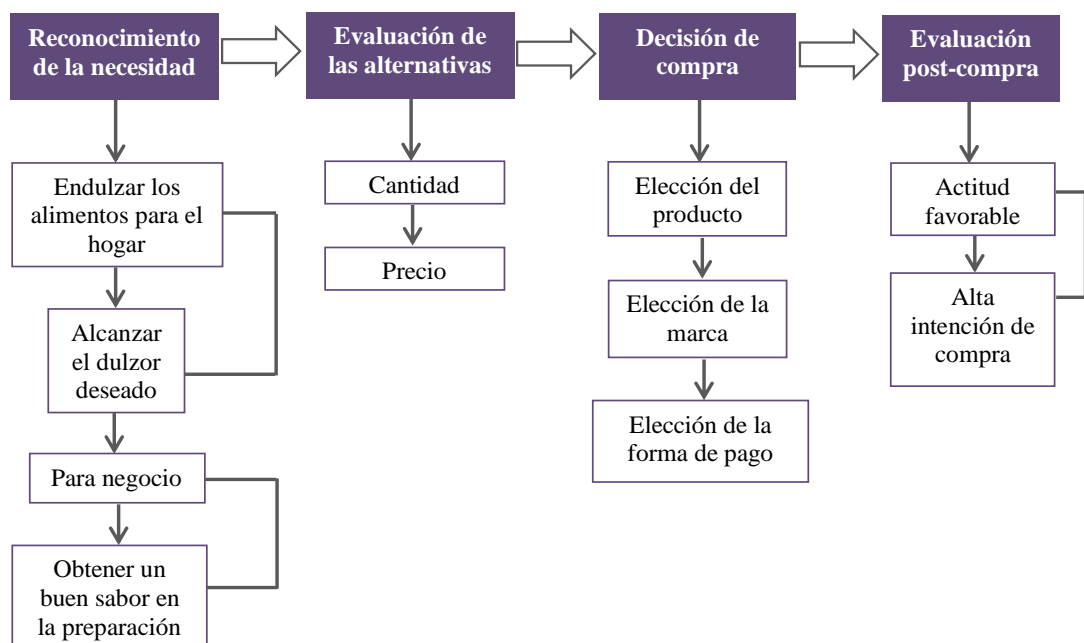 Reconocimiento
de la necesidad
Evaluación de
las alternativas
Decisión de
compra
Evaluación
post-compra
Endulzar los
alimentos para el
hogar
Alcanzar
el dulzor
deseado
Para negocio
Obtener un
buen sabor en
la preparación
Cantidad
Precio
Elección del
producto
Elección de la
marca
Elección de la
forma de pago
Actitud
favorable
Alta
intención de
compra